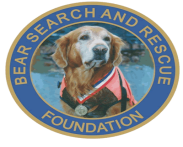 BEAR SEARCH AND RESCUE
FOUNDATION